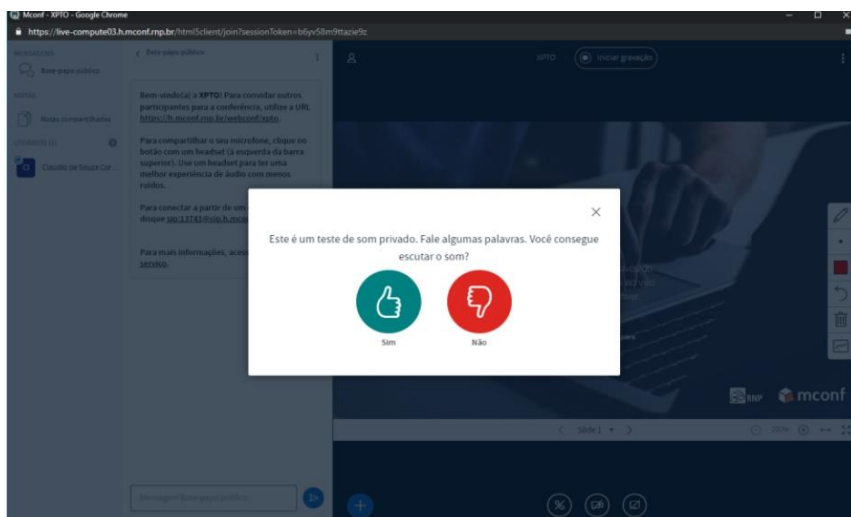 Mconf - XPTO - Google Chrome
https://live-compute03.h.mconf.rnp.br/html5client/join?sessionToken=b6yv58m9ttazie9z
MENSAGENS
Bate-papo público
NOTAS
Notas compartilhadas
USUÁRIOS (1)
Claudio de Souza Cer...
Bate-papo público
Bem-vindo(a) a XPTO! Para convidar outros
participantes para a conferência, utilize a URL
https://h.mconf.rnp.br/webconf/xpto.
Para compartilhar o seu microfone, clique no
botão com um headset (à esquerda da barra
superior). Use um headset para ter uma
melhor experiência de áudio com menos
ruídos.
Para conectar a partir de um
disque
Para mais informações,
serviço.
Mensagem Bate-papo público
XPTO
Iniciar gravação
Este é um teste de som privado. Fale algumas palavras. Você consegue
escutar o som?
Sim
Não
RNP
mconf
Slide 1